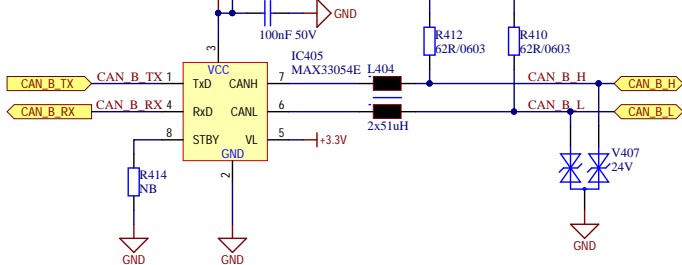 GND
100nF 50V
R412
62R/0603
R410
62R/0603
3
IC405
MAX33054E
L404
VCC
CAN_B_TX
CAN_B_TX
1
TxD
CANH
7
CAN_B_H
CAN_B_H
CAN_B_RX
CAN_B_RX
4
RxD
CANL
6
CAN_B_L
CAN_B_L
2x51uH
8
STBY
VL
5
+3.3V
GND
V407
24V
R414
NB
2
GND
GND
GND